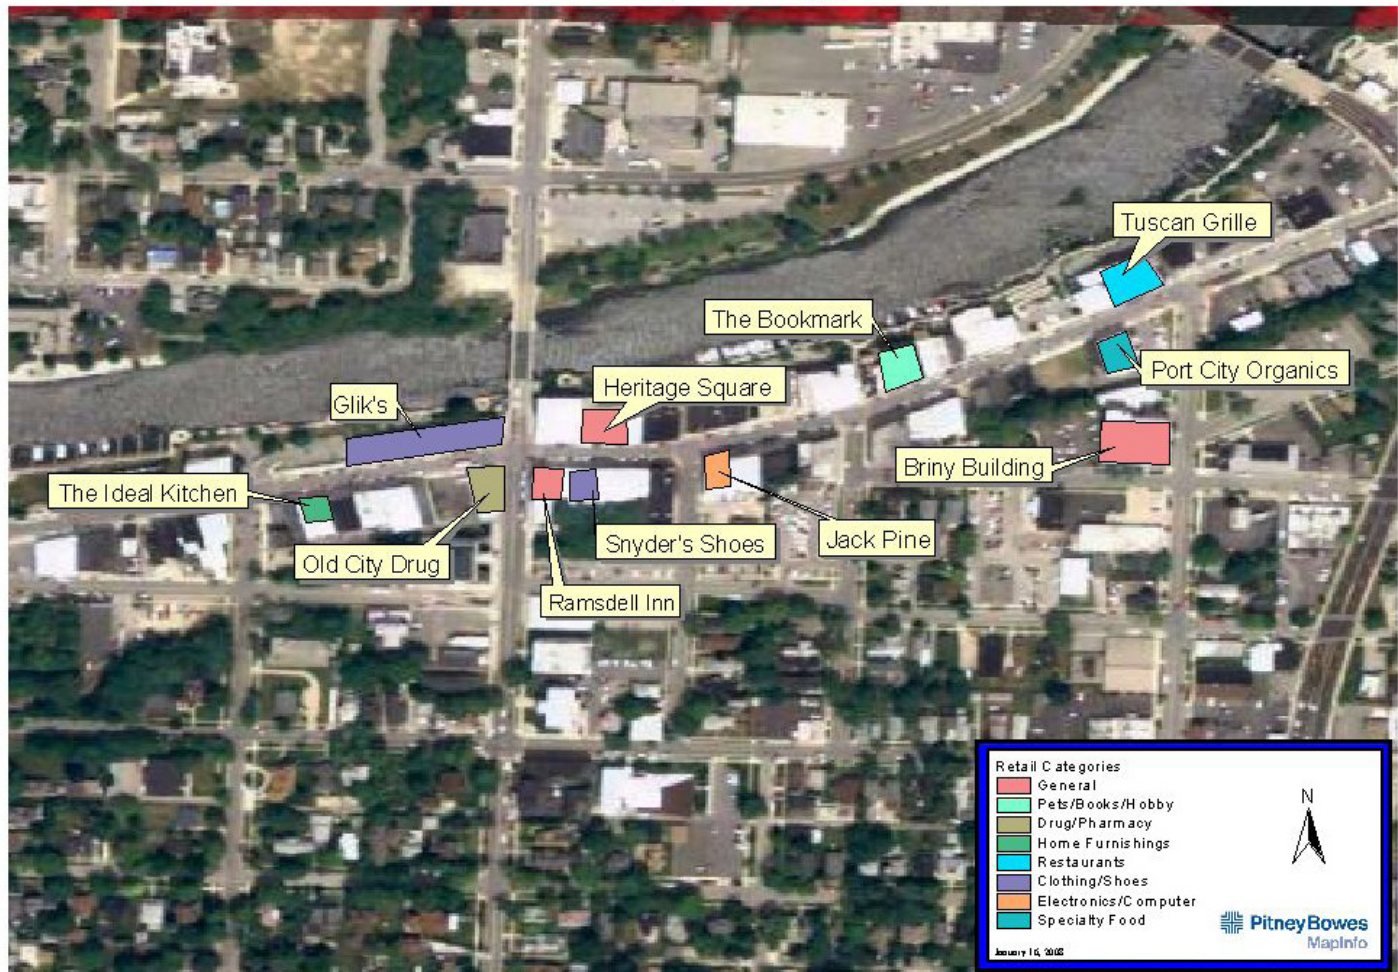 Tuscan Grille
The Bookmark
Port City Organics
Heritage Square
Glik's
Briny Building
The Ideal Kitchen
Old City Drug
Snyder's Shoes
Jack Pine
Ramsdell Inn
Retail Categories
General
Pets/Books/Hobby
Drug/Pharmacy
Home Furnishings
Restaurants
Clothing/Shoes
Electronics/Computer
Specialty Food
N
PitneyBowes
MapInfo